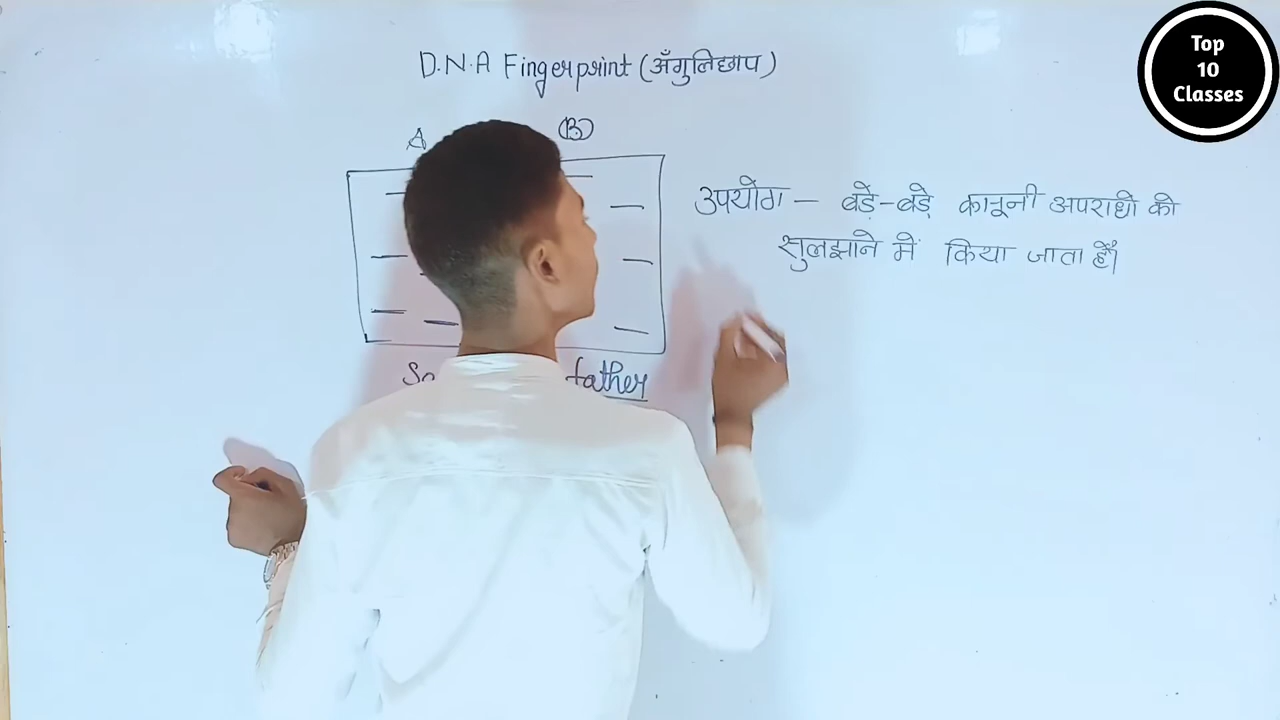 D.N.A Fingerprint (अँगुलिछाप)
A
(B)
उपयोग — बड़े-बड़े कानूनी अपराधो को
सुलझाने में किया जाता हैं।
father
Top
10
Classes